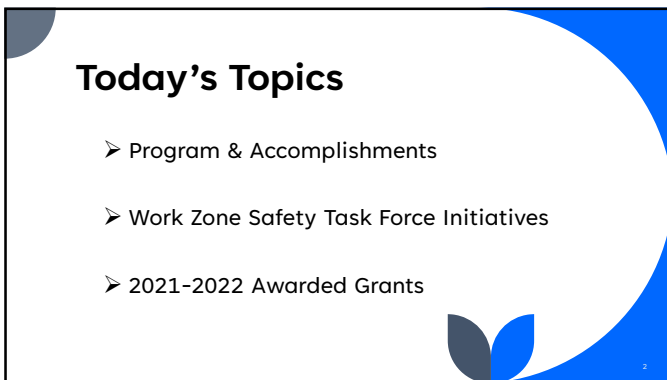 Today's Topics
➢ Program & Accomplishments
➢ Work Zone Safety Task Force Initiatives
➢ 2021-2022 Awarded Grants
2